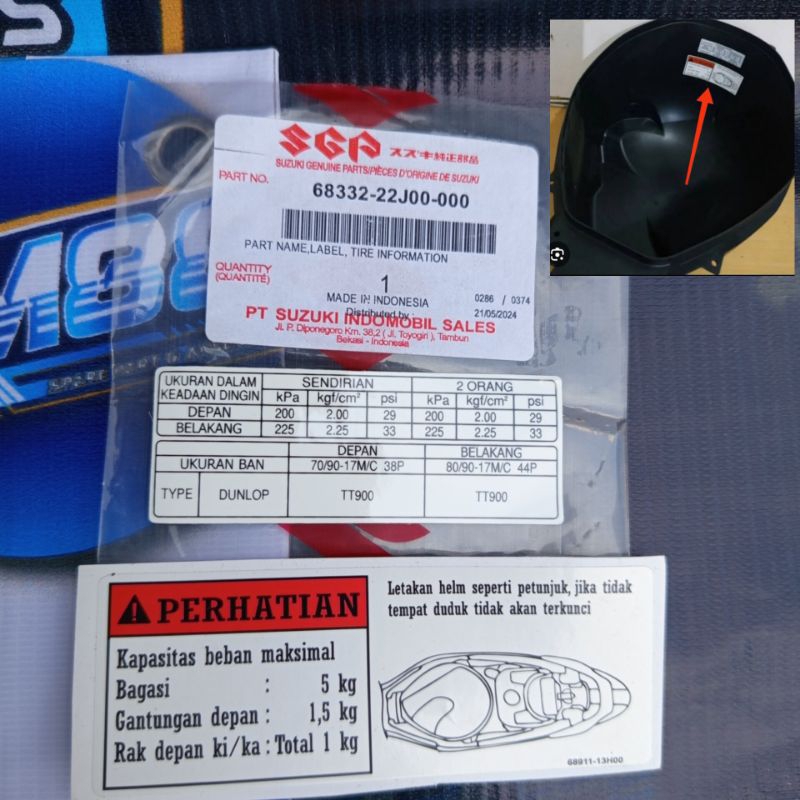 S
M88
SGP スズキ純正部品
SUZUKI GENUINE PARTS/PIÈCES D'ORIGINE DE SUZUKI
PART NO. 68332-22J00-000
PART NAME,LABEL, TIRE INFORMATION
QUANTITY
(QUANTITÉ)
1
MADE IN INDONESIA
0286 / 0374
Distributed by :
21/05/2024
PT SUZUKI INDOMOBIL SALES
Jl. P. Diponegoro Km. 38,2 ( Jl. Toyogiri ), Tambun
Bekasi - Indonesia
UKURAN DALAM KEADAAN DINGIN SENDIRIAN 2 ORANG
kPa kgf/cm² psi kPa kgf/cm² psi
DEPAN 200 2.00 29 200 2.00 29
BELAKANG 225 2.25 33 225 2.25 33
UKURAN BAN DEPAN BELAKANG
70/90-17M/C 38P 80/90-17M/C 44P
TYPE DUNLOP TT900 TT900
PERHATIAN
Kapasitas beban maksimal
Bagasi : 5 kg
Gantungan depan : 1,5 kg
Rak depan ki/ka : Total 1 kg
Letakan helm seperti petunjuk, jika tidak
tempat duduk tidak akan terkunci
68911-13H00